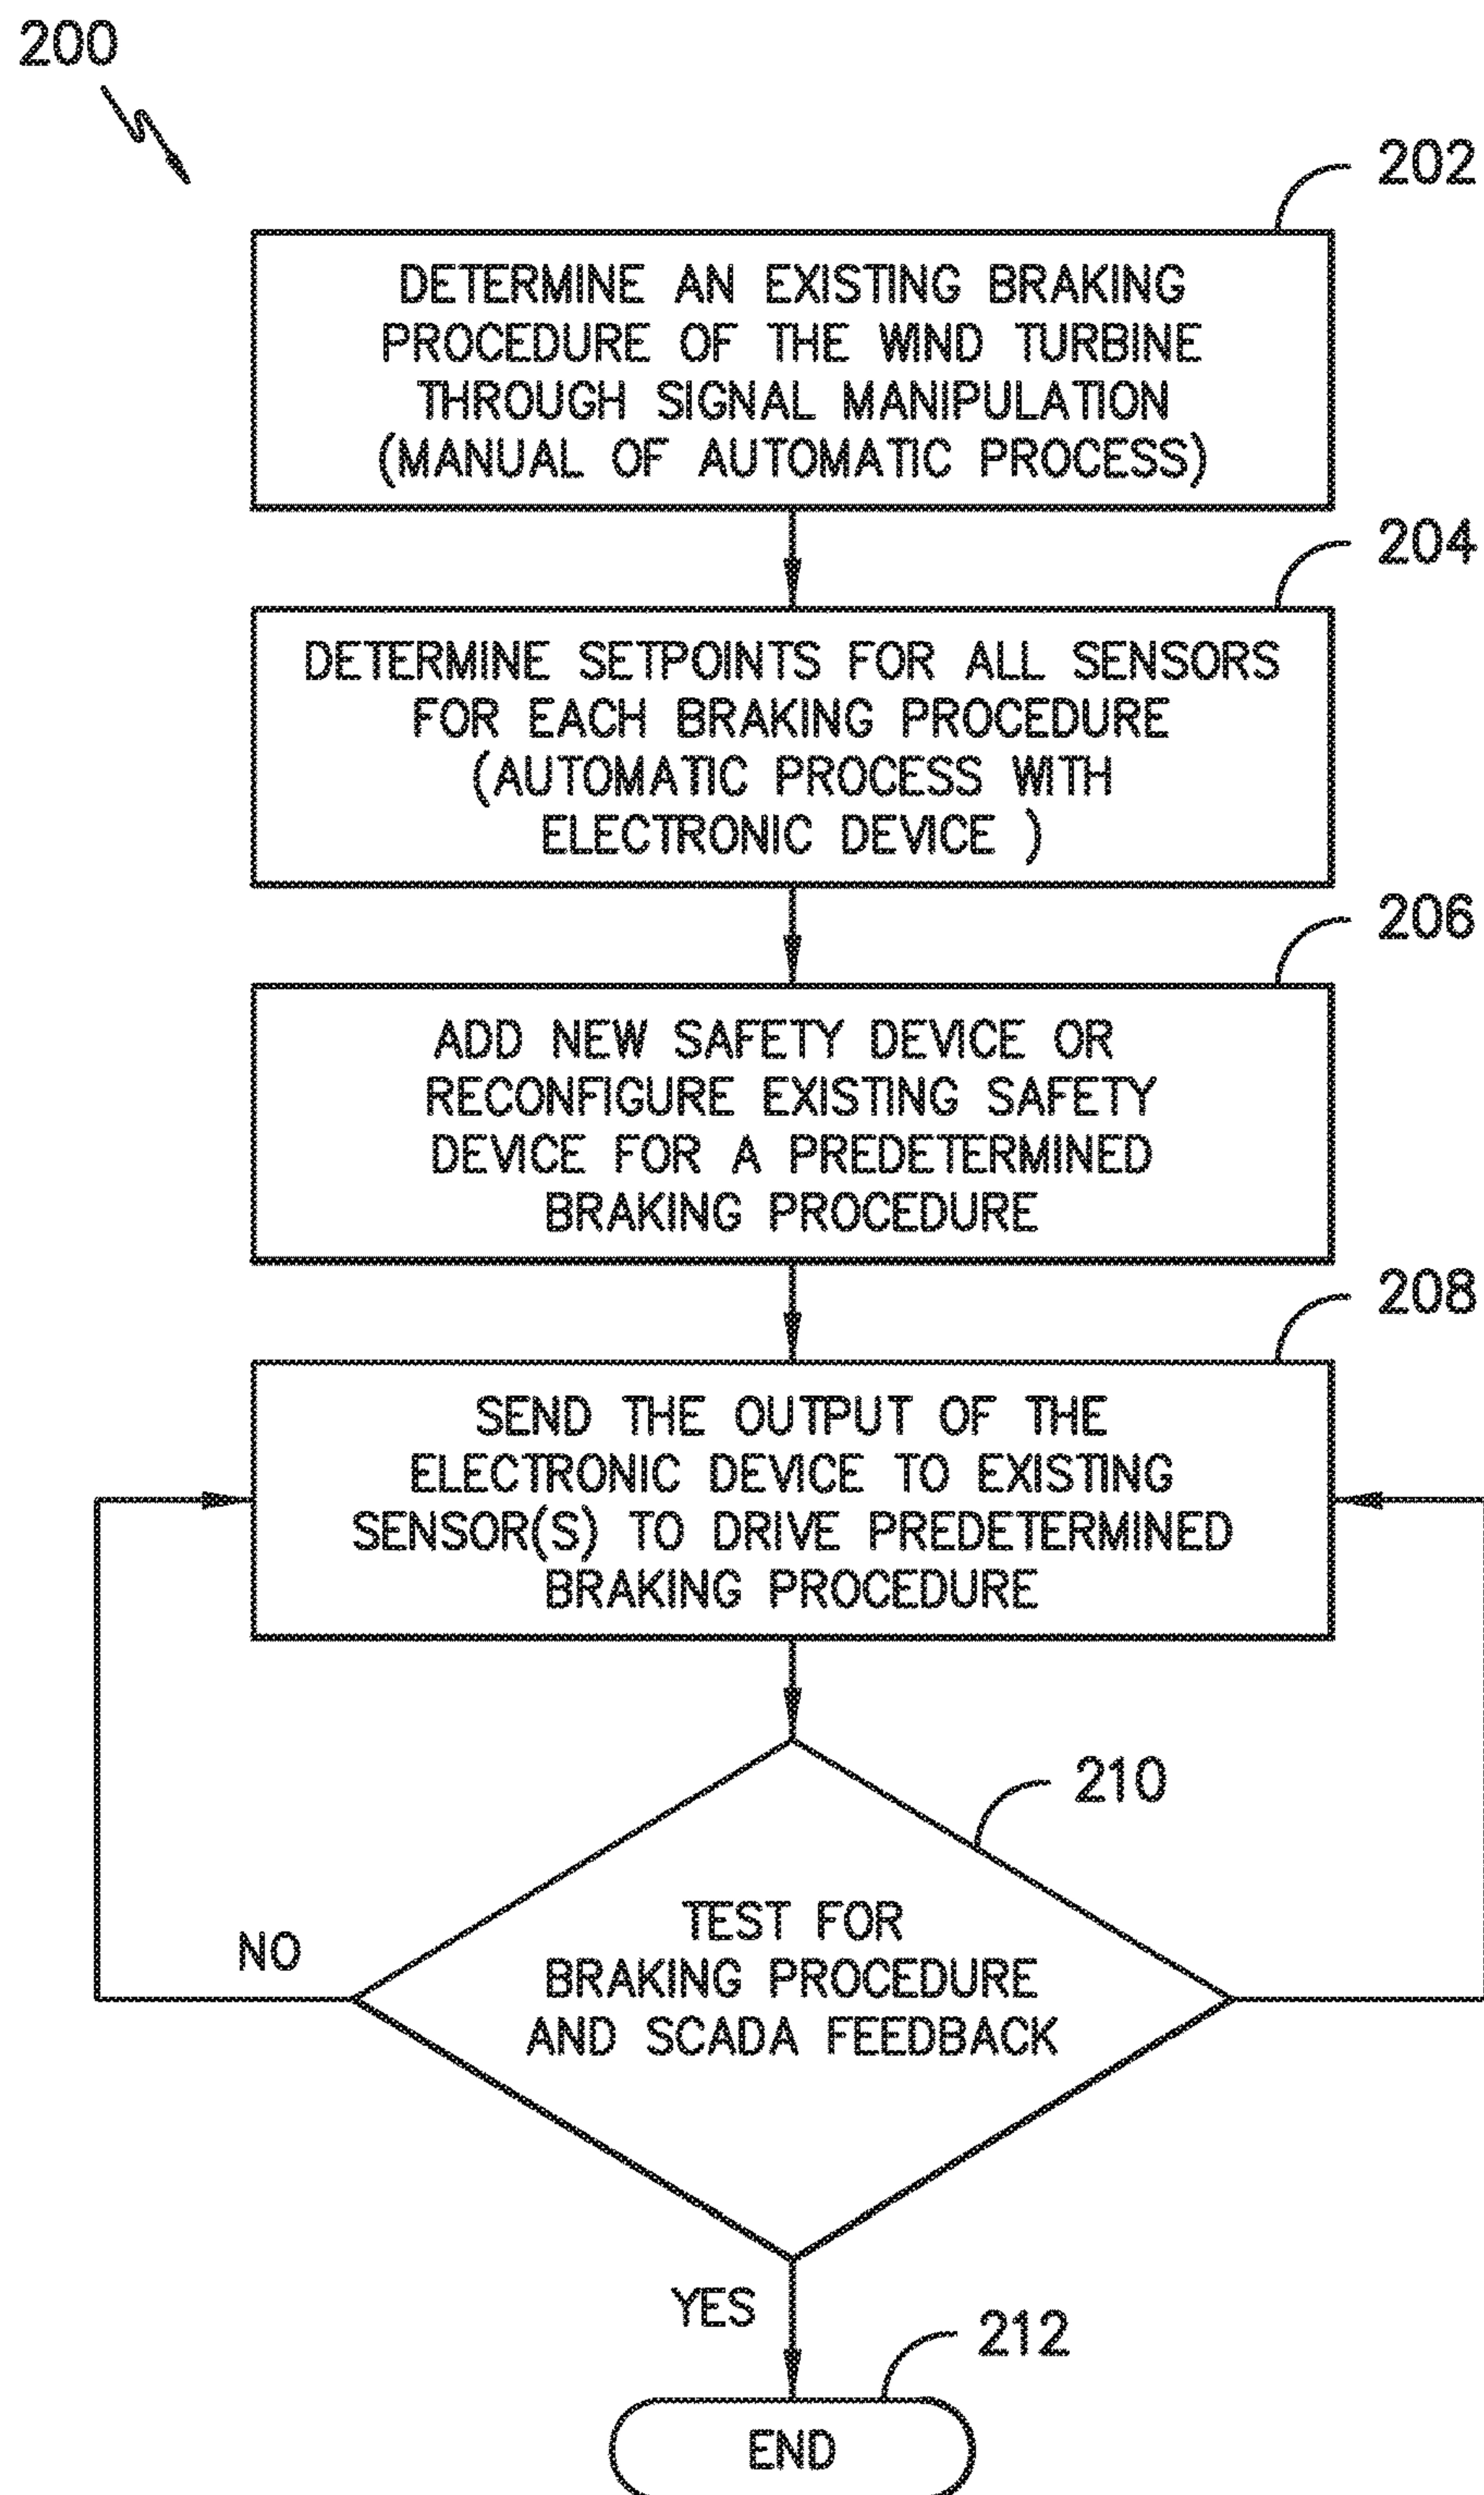 200
202
DETERMINE AN EXISTING BRAKING
PROCEDURE OF THE WIND TURBINE
THROUGH SIGNAL MANIPULATION
(MANUAL OF AUTOMATIC PROCESS)
204
DETERMINE SETPOINTS FOR ALL SENSORS
FOR EACH BRAKING PROCEDURE
(AUTOMATIC PROCESS WITH
ELECTRONIC DEVICE )
206
ADD NEW SAFETY DEVICE OR
RECONFIGURE EXISTING SAFETY
DEVICE FOR A PREDETERMINED
BRAKING PROCEDURE
208
SEND THE OUTPUT OF THE
ELECTRONIC DEVICE TO EXISTING
SENSOR(S) TO DRIVE PREDETERMINED
BRAKING PROCEDURE
210
TEST FOR
BRAKING PROCEDURE
AND SCADA FEEDBACK
NO
YES
212
END